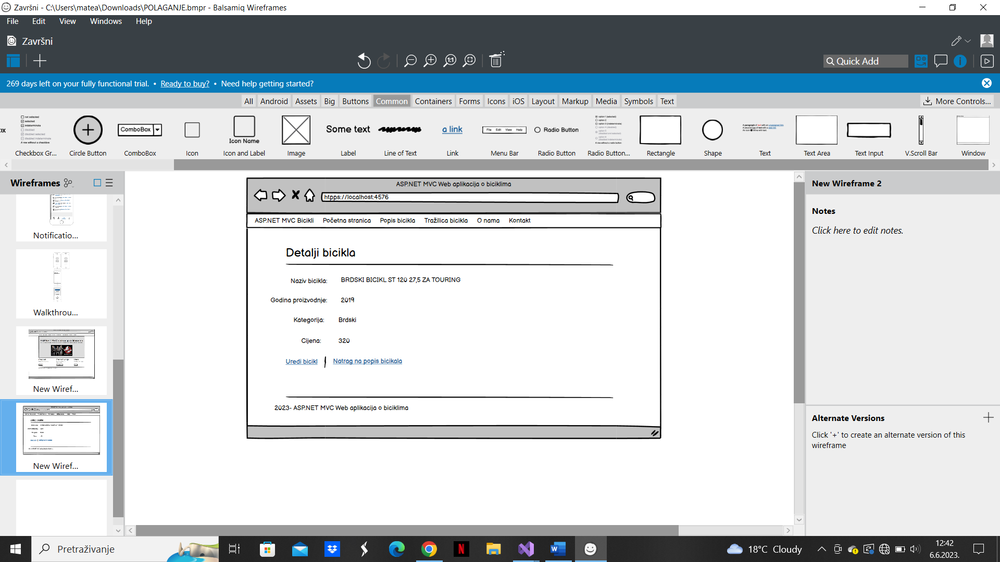 Završni - C:\Users\matea\Downloads\POLAGANJE.bmpr - Balsamiq Wireframes
File Edit View Windows Help
Završni
1:1
Quick Add
269 days left on your fully functional trial. • Ready to buy? • Need help getting started?
All Android Assets Big Buttons Common Containers Forms Icons iOS Layout Markup Media Symbols Text More Controls...
ComboBox Some text a link File Edit View Help Radio Button
Icon Name
Checkbox Gr... Circle Button ComboBox Icon Icon and Label Image Label Line of Text Link Menu Bar Radio Button Radio Button... Rectangle Shape Text Text Area Text Input V.Scroll Bar Window
Wireframes
Notificatio...
Walkthrou...
New Wiref...
New Wiref...
ASP.NET MVC Web aplikacija o biciklima
htpps://localhost:4576
ASP.NET MVC Bicikli Početna stranica Popis bicikla Tražilica bicikla O nama Kontakt
Detalji bicikla
Naziv bicikla: BRDSKI BICIKL ST 120 27,5 ZA TOURING
Godina proizvodnje: 2019
Kategorija: Brdski
Cijena: 320
Uredi bicikl | Natrag na popis bicikala
2023- ASP.NET MVC Web aplikacija o biciklima
New Wireframe 2
Notes
Click here to edit notes.
Alternate Versions
Click '+' to create an alternate version of this
wireframe
Pretraživanje
18°C Cloudy
12:42
6.6.2023.